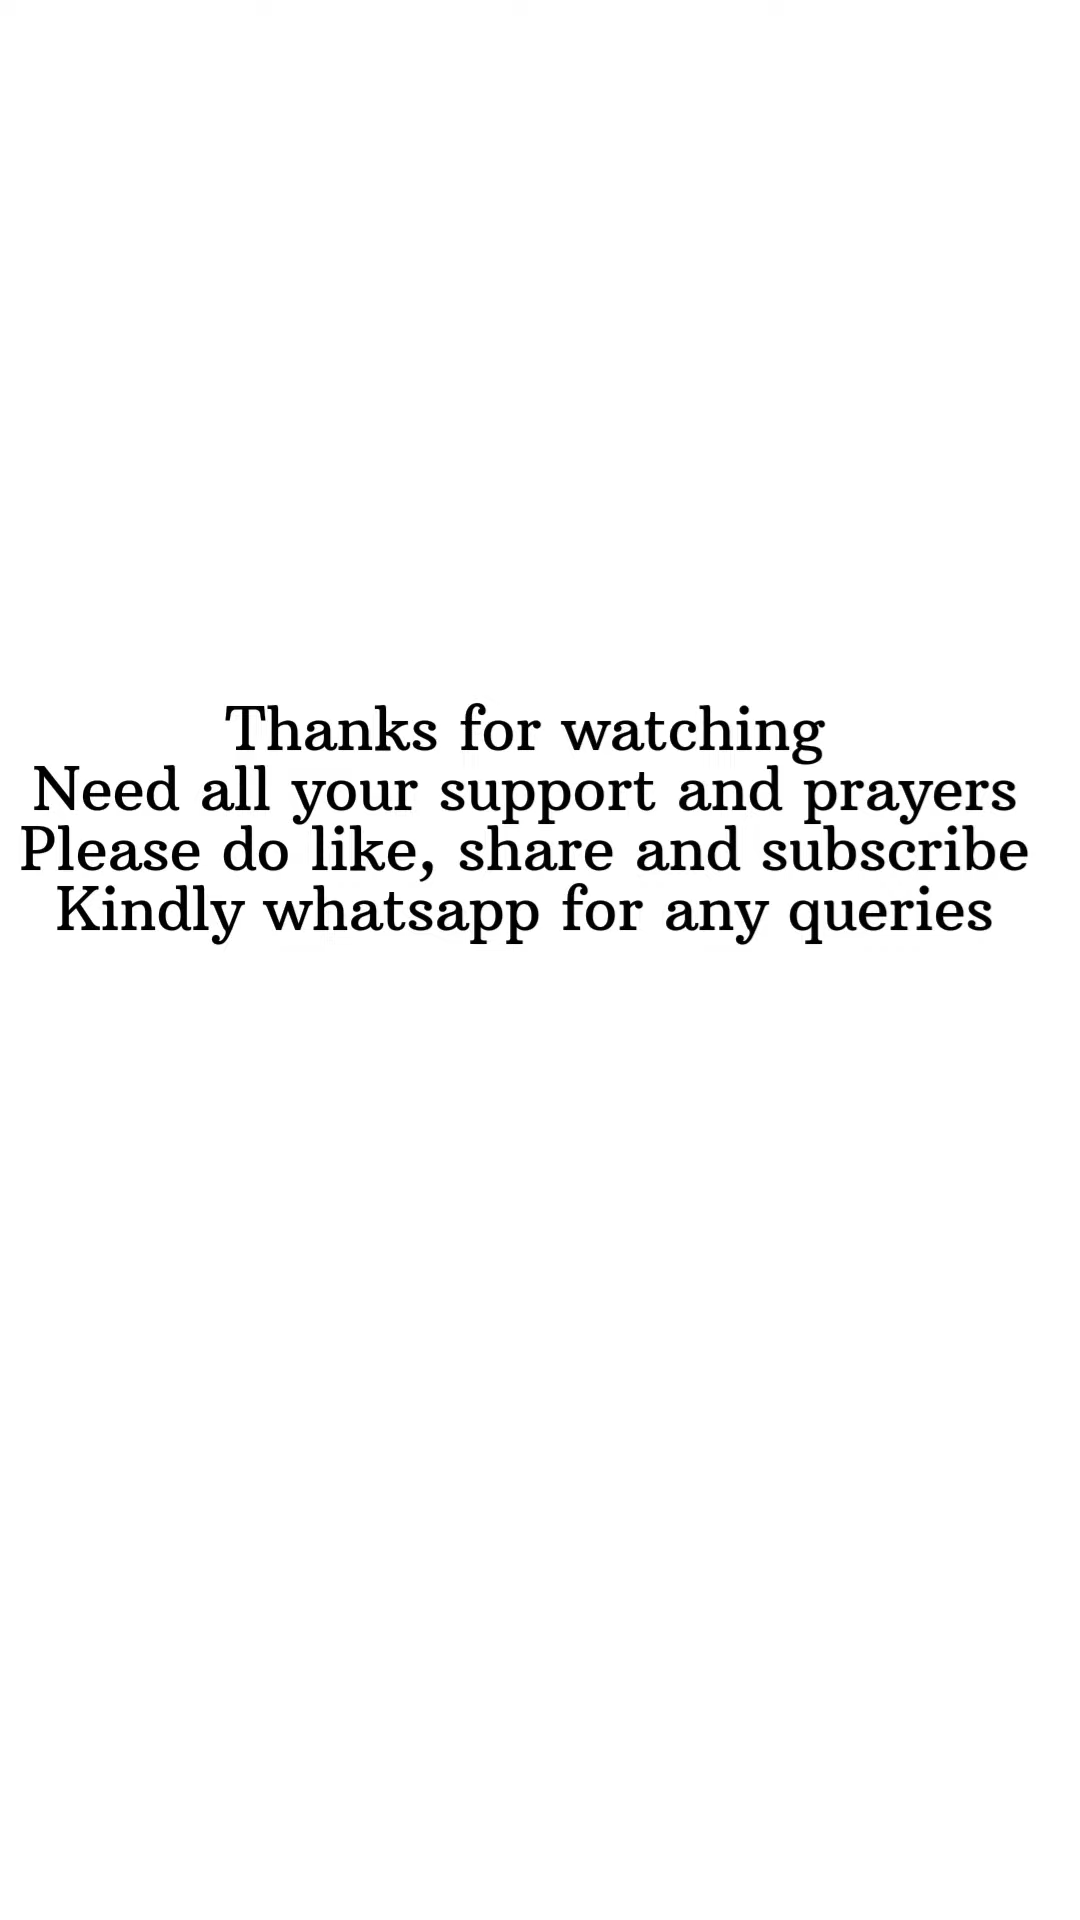 Thanks for watching
Need all your support and prayers
Please do like, share and subscribe
Kindly whatsapp for any queries